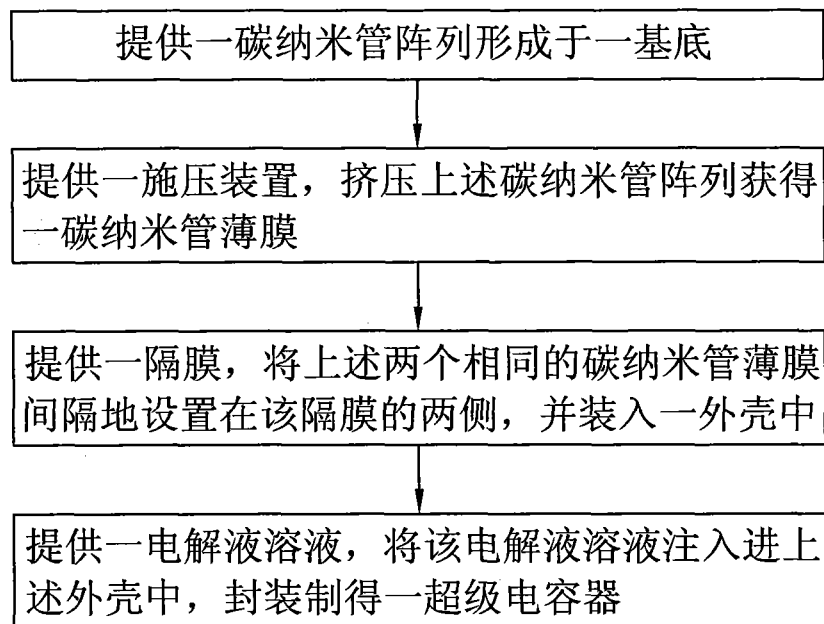 提供一碳纳米管阵列形成于一基底
提供一施压装置，挤压上述碳纳米管阵列获得
一碳纳米管薄膜
提供一隔膜，将上述两个相同的碳纳米管薄膜
间隔地设置在该隔膜的两侧，并装入一外壳中
提供一电解液溶液，将该电解液溶液注入进上
述外壳中，封装制得一超级电容器